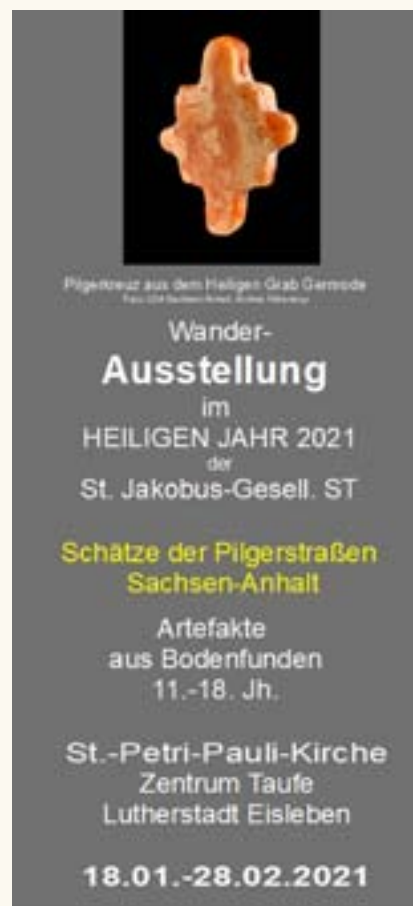 Pilgerkreuz aus dem Heiligen Grab Gernrode
Wander-
Ausstellung
im
HEILIGEN JAHR 2021
der
St. Jakobus-Gesell. ST
Schätze der Pilgerstraßen
Sachsen-Anhalt
Artefakte
aus Bodenfunden
11.-18. Jh.
St.-Petri-Pauli-Kirche
Zentrum Taufe
Lutherstadt Eisleben
18.01.-28.02.2021